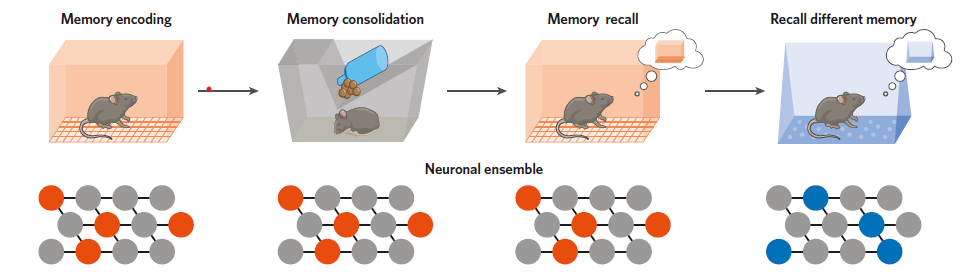 Memory encoding
Memory consolidation
Memory recall
Recall different memory
Neuronal ensemble